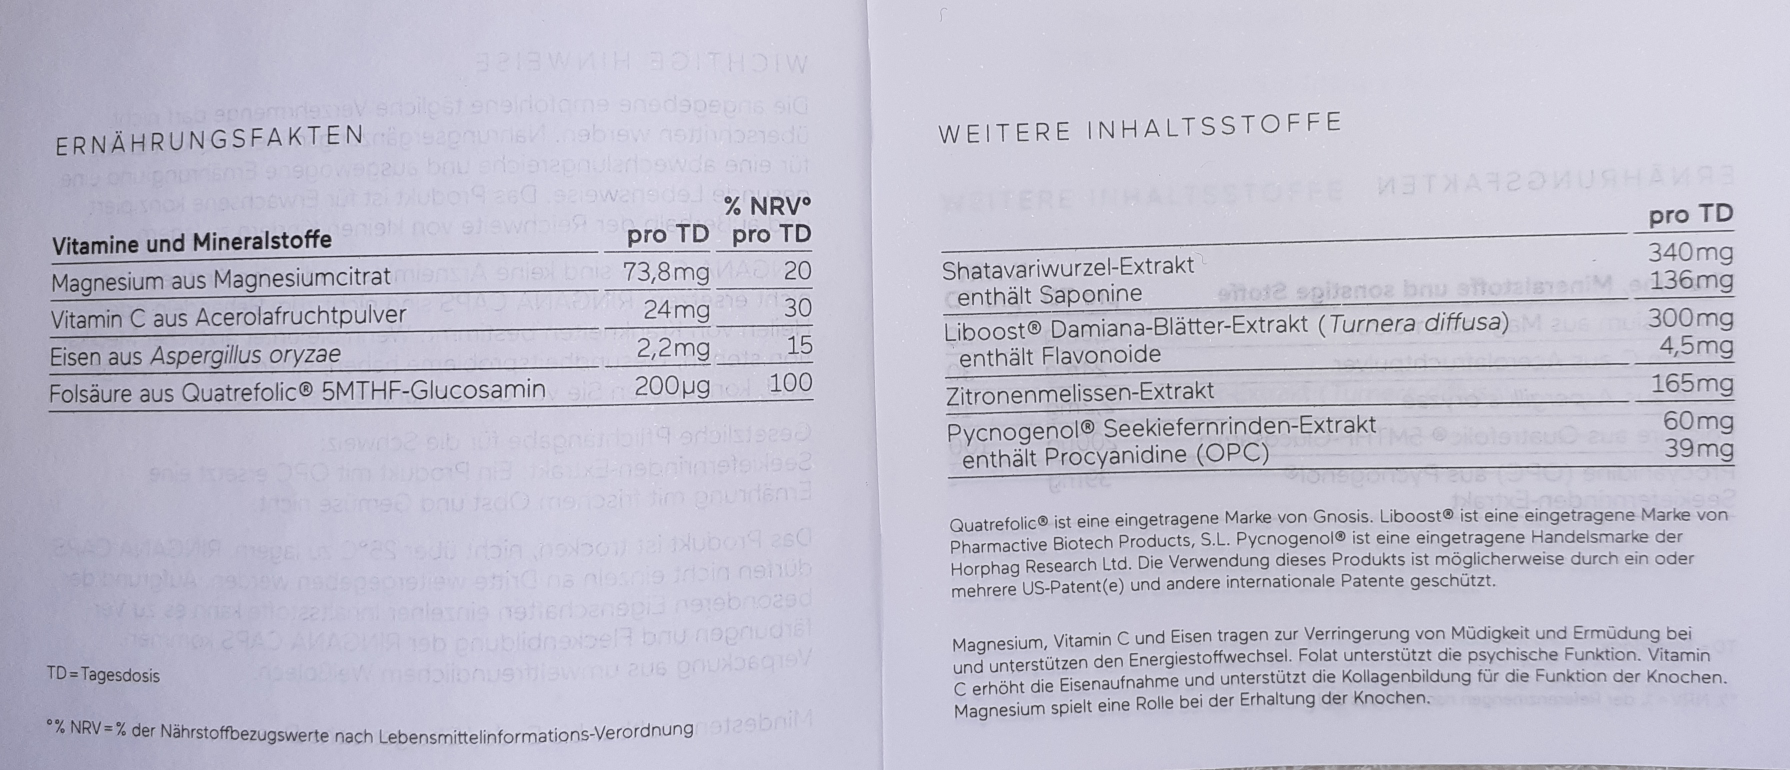 ERNÄHRUNGSFAKTEN
% NRV°
Vitamine und Mineralstoffe pro TD pro TD
Magnesium aus Magnesiumcitrat 73,8mg 20
Vitamin C aus Acerolafruchtpulver 24mg 30
Eisen aus Aspergillus oryzae 2,2mg 15
Folsäure aus Quatrefolic® 5MTHF-Glucosamin 200µg 100
TD=Tagesdosis
°% NRV=% der Nährstoffbezugswerte nach Lebensmittelinformations-Verordnung
WEITERE INHALTSSTOFFE
pro TD
Shatavariwurzel-Extrakt 340mg
enthält Saponine 136mg
Liboost® Damiana-Blätter-Extrakt (Turnera diffusa) 300mg
enthält Flavonoide 4,5mg
Zitronenmelissen-Extrakt 165mg
Pycnogenol® Seekiefernrinden-Extrakt 60mg
enthält Procyanidine (OPC) 39mg
Quatrefolic® ist eine eingetragene Marke von Gnosis. Liboost® ist eine eingetragene Marke von
Pharmactive Biotech Products, S.L. Pycnogenol® ist eine eingetragene Handelsmarke der
Horphag Research Ltd. Die Verwendung dieses Produkts ist möglicherweise durch ein oder
mehrere US-Patent(e) und andere internationale Patente geschützt.
Magnesium, Vitamin C und Eisen tragen zur Verringerung von Müdigkeit und Ermüdung bei
und unterstützen den Energiestoffwechsel. Folat unterstützt die psychische Funktion. Vitamin
C erhöht die Eisenaufnahme und unterstützt die Kollagenbildung für die Funktion der Knochen.
Magnesium spielt eine Rolle bei der Erhaltung der Knochen.